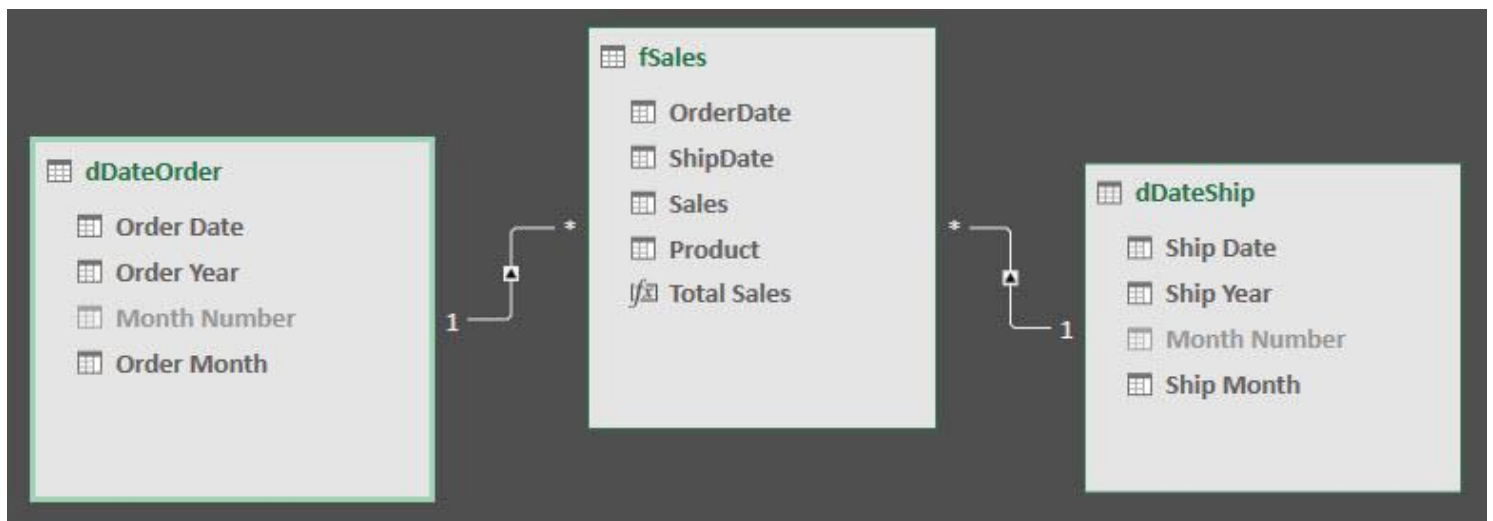 dDateOrder
Order Date
Order Year
Month Number
Order Month
1
*
fSales
OrderDate
ShipDate
Sales
Product
fx Total Sales
*
1
dDateShip
Ship Date
Ship Year
Month Number
Ship Month